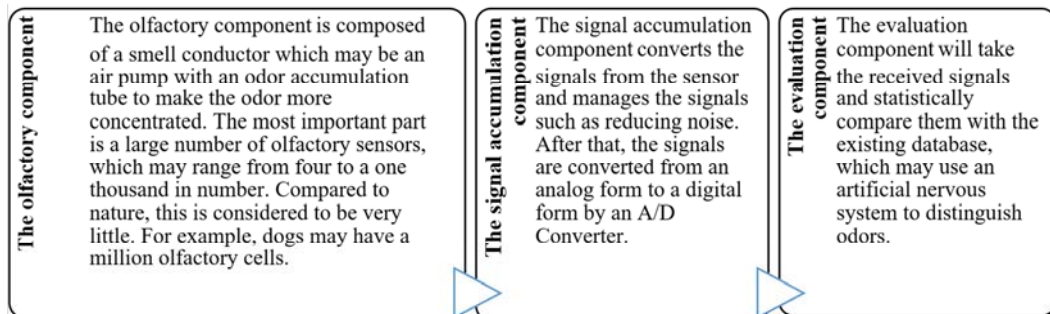 The olfactory component
The olfactory component is composed
of a smell conductor which may be an
air pump with an odor accumulation
tube to make the odor more
concentrated. The most important part
is a large number of olfactory sensors,
which may range from four to a one
thousand in number. Compared to
nature, this is considered to be very
little. For example, dogs may have a
million olfactory cells.
The signal accumulation
component
The signal accumulation
component converts the
signals from the sensor
and manages the signals
such as reducing noise.
After that, the signals
are converted from an
analog form to a digital
form by an A/D
Converter.
The evaluation
component
The evaluation
component will take
the received signals
and statistically
compare them with the
existing database,
which may use an
artificial nervous
system to distinguish
odors.